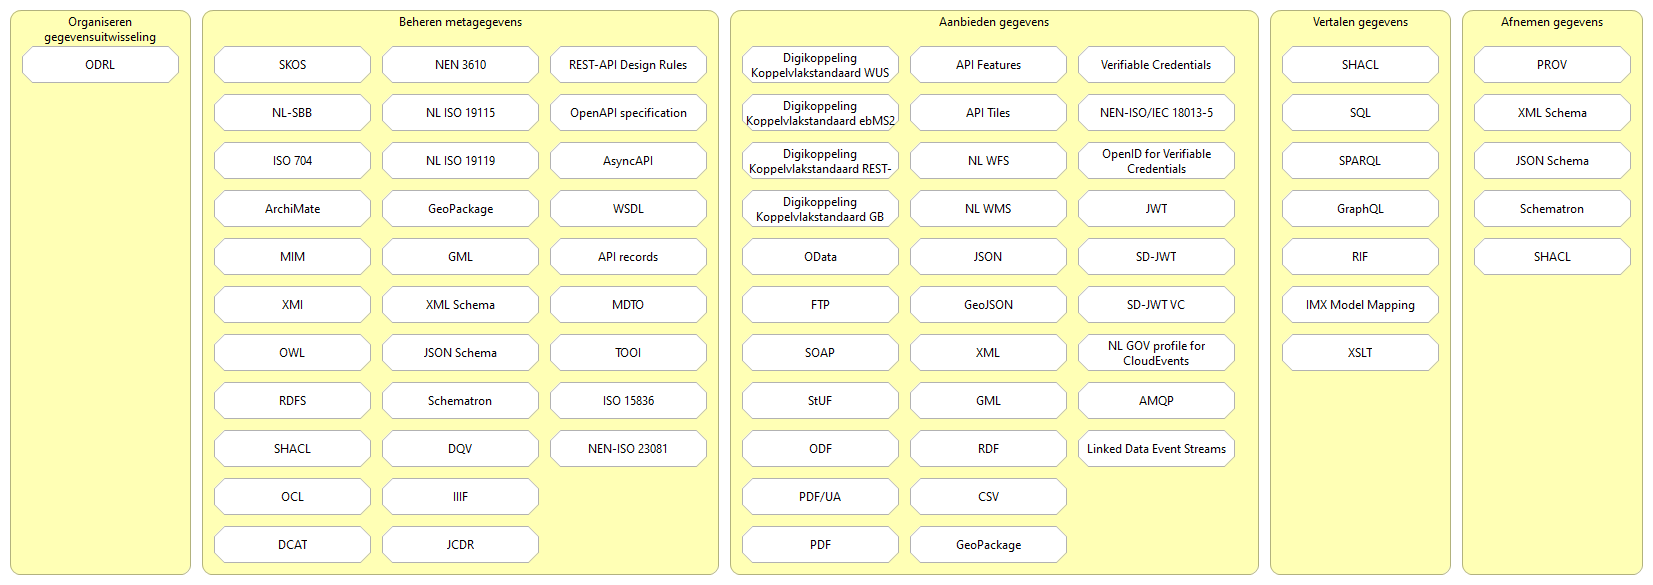 Organiseren
gegevensuitwisseling
ODRL
Beheren metagegevens
SKOS
NL-SBB
ISO 704
ArchiMate
MIM
XMI
OWL
RDFS
SHACL
OCL
DCAT
NEN 3610
NL ISO 19115
NL ISO 19119
GeoPackage
GML
XML Schema
JSON Schema
Schematron
DQV
IIIF
JCDR
REST-API Design Rules
OpenAPI specification
AsyncAPI
WSDL
API records
MDTO
TOOI
ISO 15836
NEN-ISO 23081
Aanbieden gegevens
Digikoppeling
Koppelvlakstandaard WUS
Digikoppeling
Koppelvlakstandaard ebMS2
Digikoppeling
Koppelvlakstandaard REST-
Digikoppeling
Koppelvlakstandaard GB
OData
FTP
SOAP
StUF
ODF
PDF/UA
PDF
API Features
API Tiles
NL WFS
NL WMS
JSON
GeoJSON
XML
GML
RDF
CSV
GeoPackage
Verifiable Credentials
NEN-ISO/IEC 18013-5
OpenID for Verifiable
Credentials
JWT
SD-JWT
SD-JWT VC
NL GOV profile for
CloudEvents
AMQP
Linked Data Event Streams
Vertalen gegevens
SHACL
SQL
SPARQL
GraphQL
RIF
IMX Model Mapping
XSLT
Afnemen gegevens
PROV
XML Schema
JSON Schema
Schematron
SHACL